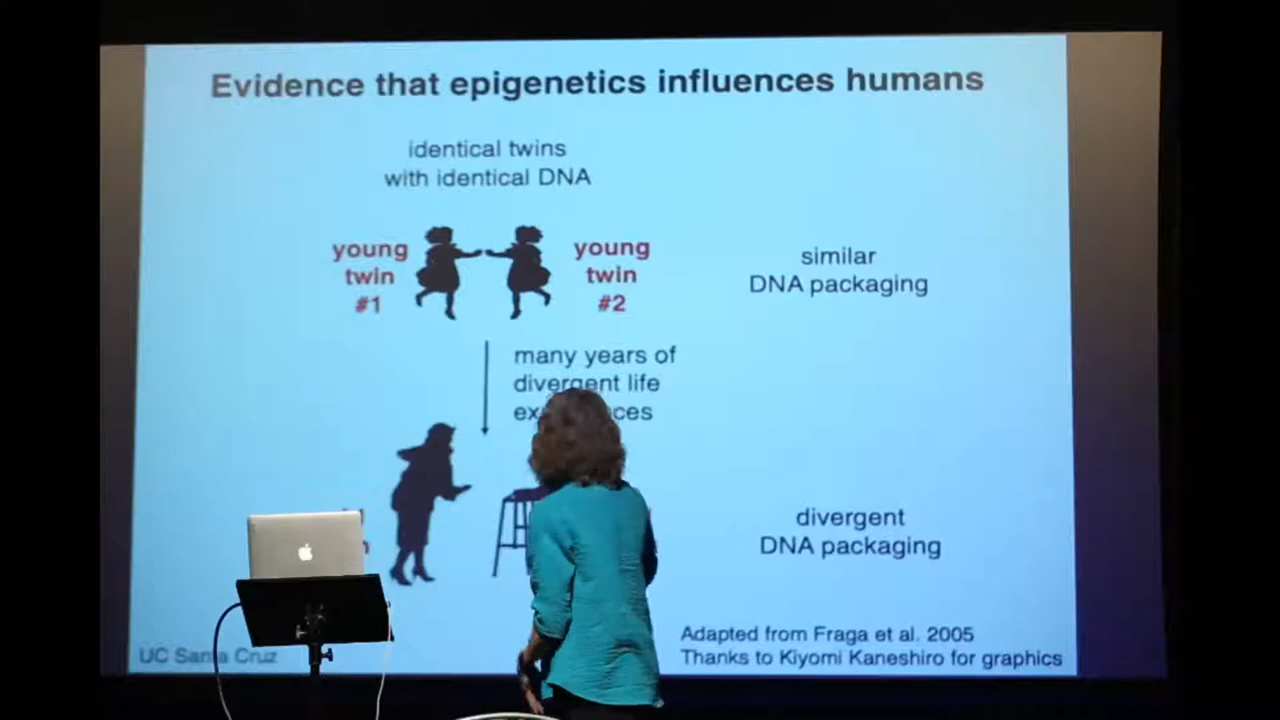 Evidence that epigenetics influences humans
identical twins
with identical DNA
young
twin
#1
young
twin
#2
similar
DNA packaging
many years of
divergent life
divergent
DNA packaging
Adapted from Fraga et al. 2005
Thanks to Kiyomi Kaneshiro for graphics
UC Santa Cruz